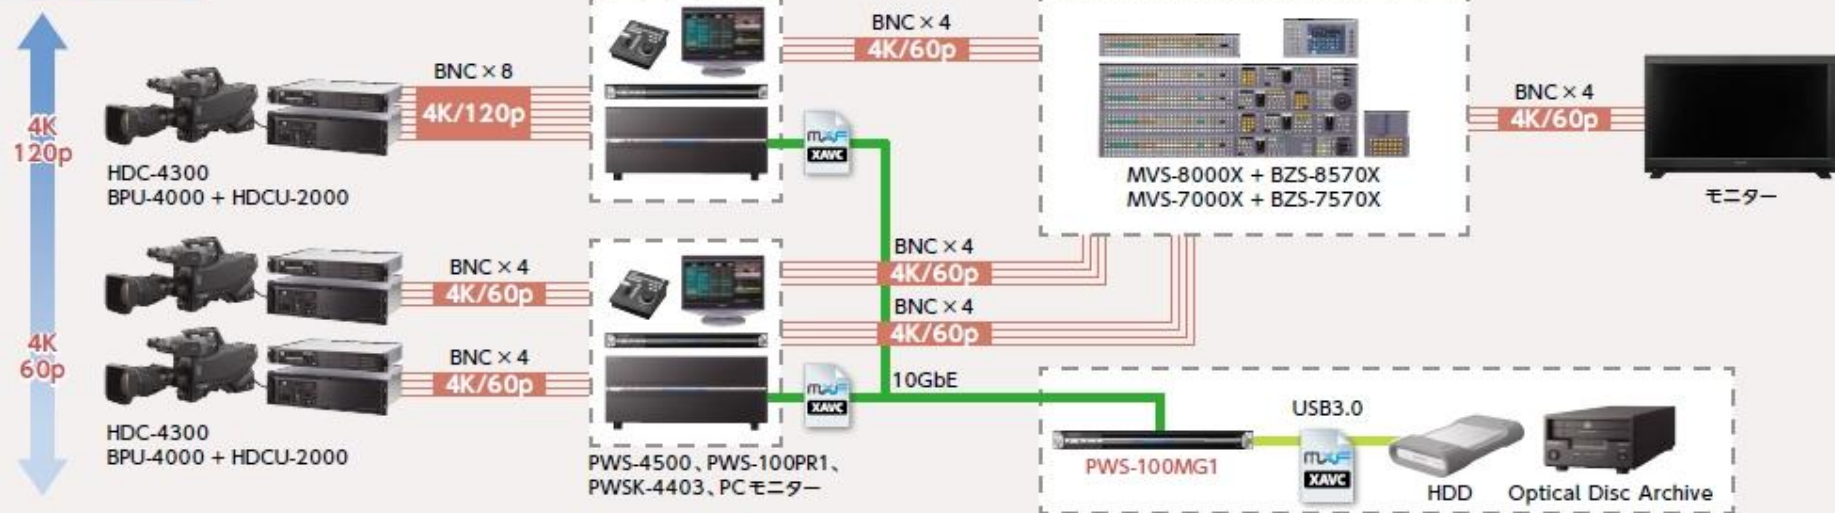 BNC×4
4K/60p
BNC×8
4K/120p
4K
120p
HDC-4300
BPU-4000 + HDCU-2000
MXF
XAVC
MVS-8000X + BZS-8570X
MVS-7000X + BZS-7570X
BNC×4
4K/60p
モニター
BNC×4
4K/60p
BNC×4
4K/60p
BNC×4
4K/60p
4K
60p
BNC×4
4K/60p
HDC-4300
BPU-4000 + HDCU-2000
MXF
XAVC
10GbE
PWS-4500、PWS-100PR1、
PWSK-4403、PCモニター
USB3.0
PWS-100MG1
MXF
XAVC
HDD
Optical Disc Archive